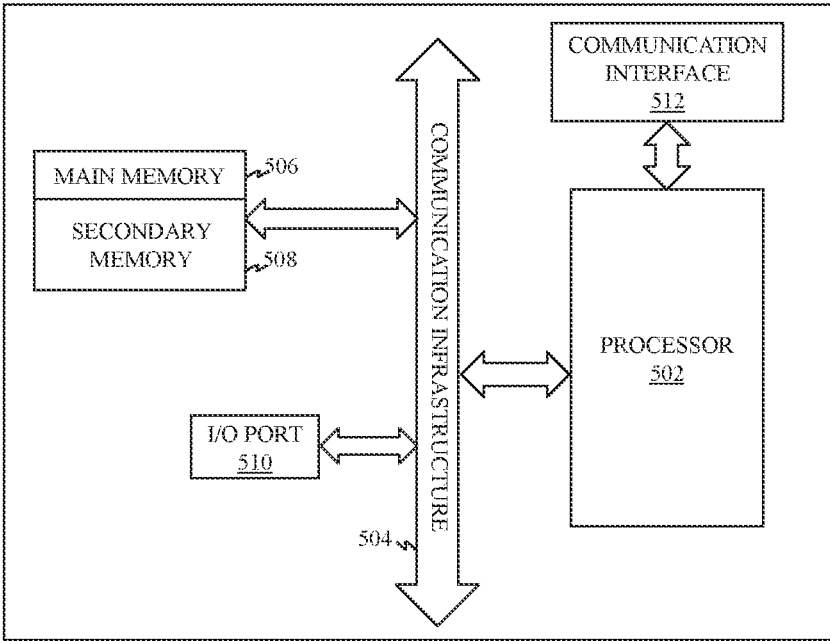 COMMUNICATION
INTERFACE
512
MAIN MEMORY
506
SECONDARY
MEMORY
508
COMMUNICATION INFRASTRUCTURE
PROCESSOR
502
I/O PORT
510
504